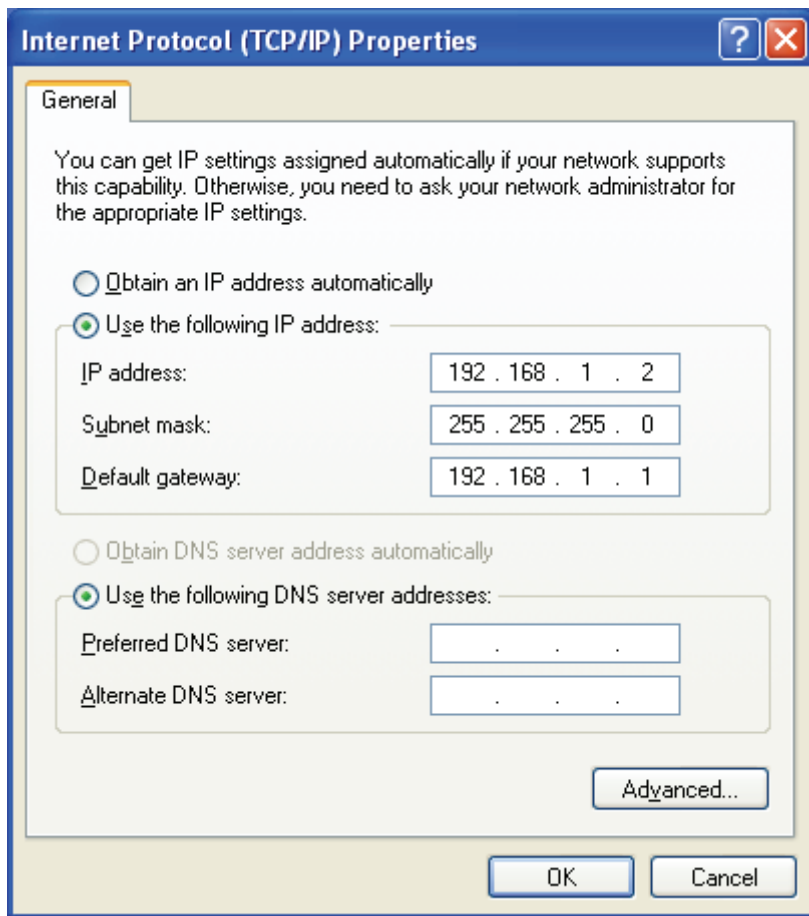 Internet Protocol (TCP/IP) Properties
General
You can get IP settings assigned automatically if your network supports
this capability. Otherwise, you need to ask your network administrator for
the appropriate IP settings.
Obtain an IP address automatically
Use the following IP address:
IP address: 192 . 168 . 1 . 2
Subnet mask: 255 . 255 . 255 . 0
Default gateway: 192 . 168 . 1 . 1
Obtain DNS server address automatically
Use the following DNS server addresses:
Preferred DNS server: . . .
Alternate DNS server: . . .
Advanced...
OK Cancel